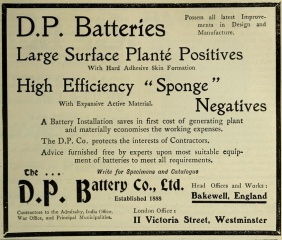 D.P. Batteries
Possess all latest Improve-
ments in Design and
Manufacture.
Large Surface Planté Positives
With Hard Adhesive Skin Formation
High Efficiency "Sponge"
With Expansive Active Material.
Negatives
A Battery Installation saves in first cost of generating plant
and materially economises the working expenses.
The D.P. Co. protects the interests of Contractors.
Advice furnished free by experts upon most suitable equip-
ment of batteries to meet all requirements.
The ...
Write for Specimens and Catalogue
D.P. Battery Co., Ltd.
Established 1888
Head Offices and Works:
Bakewell, England
Contractors to the Admiralty, India Office,
War Office, and Principal Municipalities.
London Office:
11 Victoria Street, Westminster